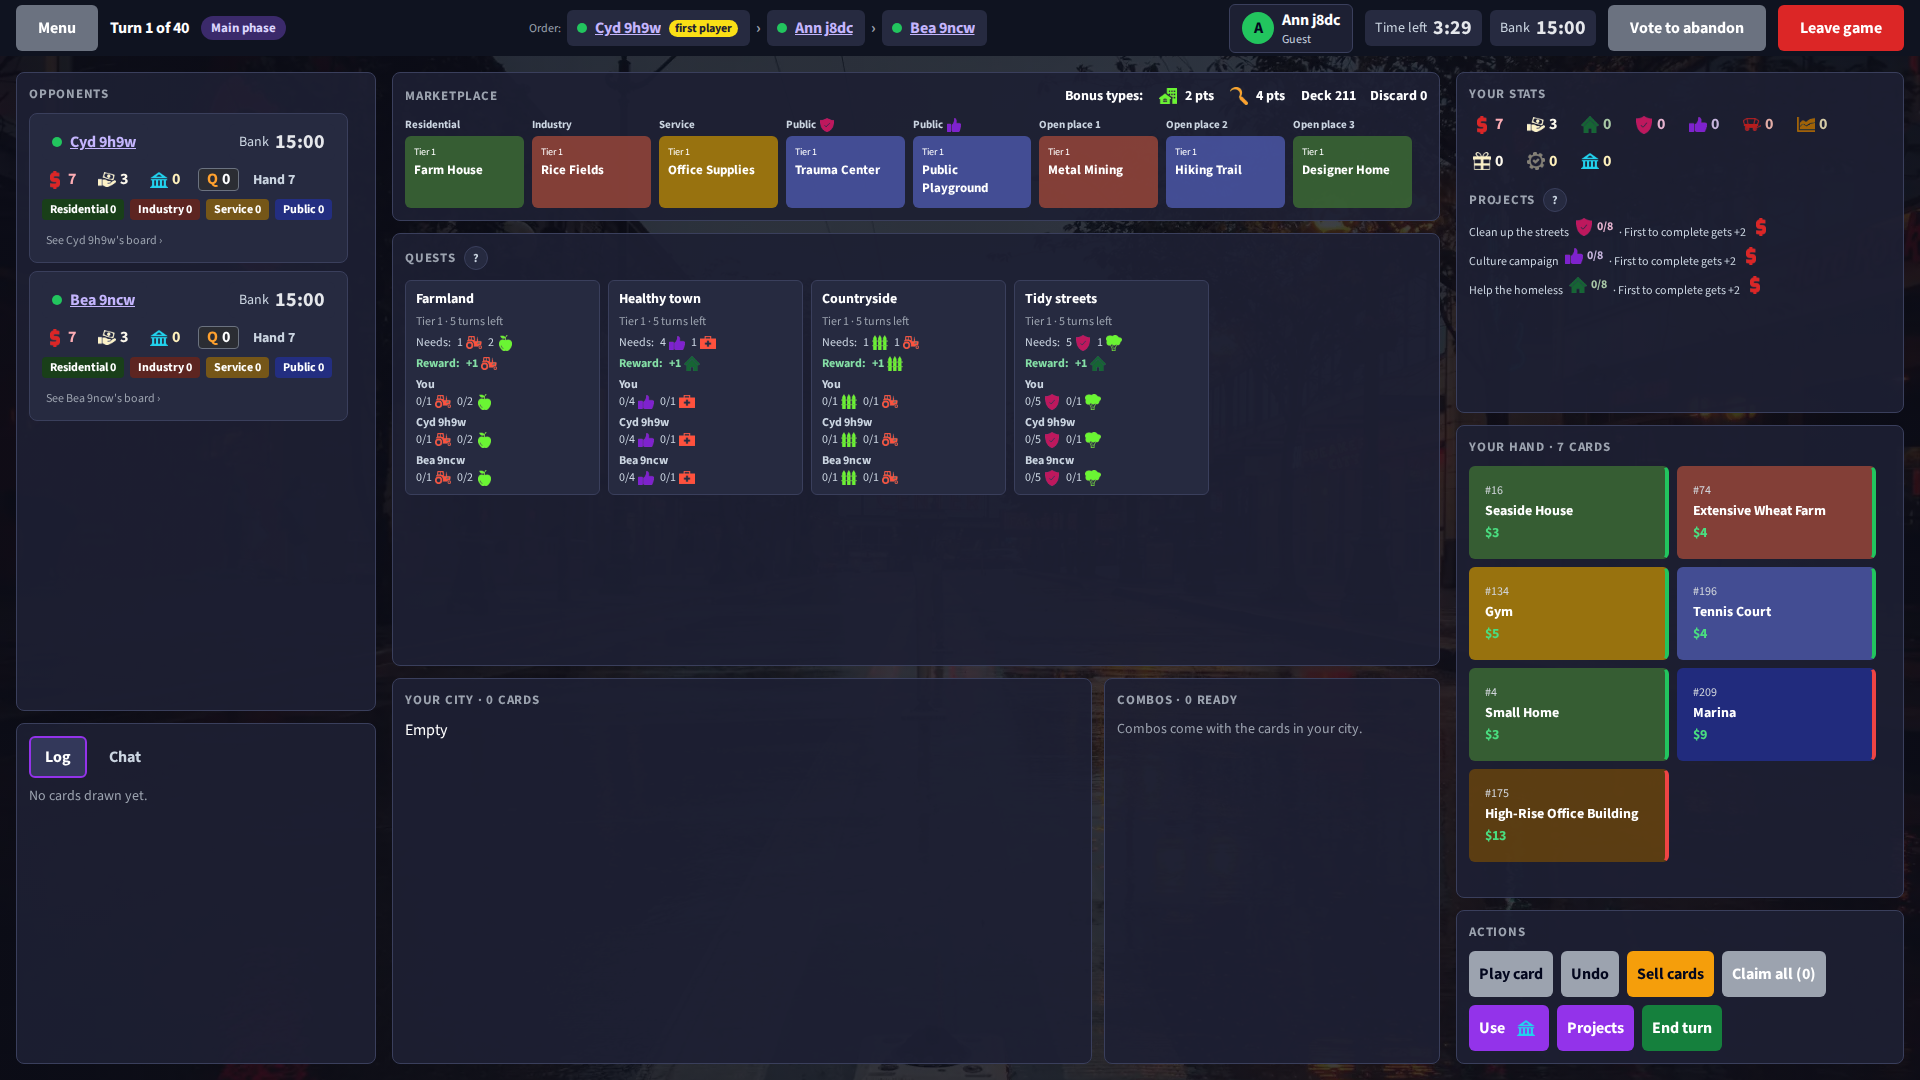 Menu
Turn 1 of 40
Main phase
Order:
Cyd 9h9w first player › Ann j8dc › Bea 9ncw
A
Ann j8dc
Guest
Time left 3:29
Bank 15:00
Vote to abandon
Leave game
OPPONENTS
Cyd 9h9w Bank 15:00
7 3 0 Q 0 Hand 7
Residential 0 Industry 0 Service 0 Public 0
See Cyd 9h9w's board ›
Bea 9ncw Bank 15:00
7 3 0 Q 0 Hand 7
Residential 0 Industry 0 Service 0 Public 0
See Bea 9ncw's board ›
Log
Chat
No cards drawn yet.
MARKETPLACE
Bonus types: 2 pts 4 pts Deck 211 Discard 0
Residential
Tier 1
Farm House
Industry
Tier 1
Rice Fields
Service
Tier 1
Office Supplies
Public
Tier 1
Trauma Center
Public
Tier 1
Public
Playground
Open place 1
Tier 1
Metal Mining
Open place 2
Tier 1
Hiking Trail
Open place 3
Tier 1
Designer Home
QUESTS ?
Farmland
Tier 1 · 5 turns left
Needs: 1 2
Reward: +1
You
0/1 0/2
Cyd 9h9w
0/1 0/2
Bea 9ncw
0/1 0/2
Healthy town
Tier 1 · 5 turns left
Needs: 4 1
Reward: +1
You
0/4 0/1
Cyd 9h9w
0/4 0/1
Bea 9ncw
0/4 0/1
Countryside
Tier 1 · 5 turns left
Needs: 1 1
Reward: +1
You
0/1 0/1
Cyd 9h9w
0/1 0/1
Bea 9ncw
0/1 0/1
Tidy streets
Tier 1 · 5 turns left
Needs: 5 1
Reward: +1
You
0/5 0/1
Cyd 9h9w
0/5 0/1
Bea 9ncw
0/5 0/1
YOUR CITY · 0 CARDS
Empty
COMBOS · 0 READY
Combos come with the cards in your city.
YOUR STATS
7 3 0 0 0 0 0
0 0 0
PROJECTS ?
Clean up the streets 0/8 · First to complete gets +2
Culture campaign 0/8 · First to complete gets +2
Help the homeless 0/8 · First to complete gets +2
YOUR HAND · 7 CARDS
#16
Seaside House
$3
#74
Extensive Wheat Farm
$4
#134
Gym
$5
#196
Tennis Court
$4
#4
Small Home
$3
#209
Marina
$9
#175
High-Rise Office Building
$13
ACTIONS
Play card
Undo
Sell cards
Claim all (0)
Use
Projects
End turn